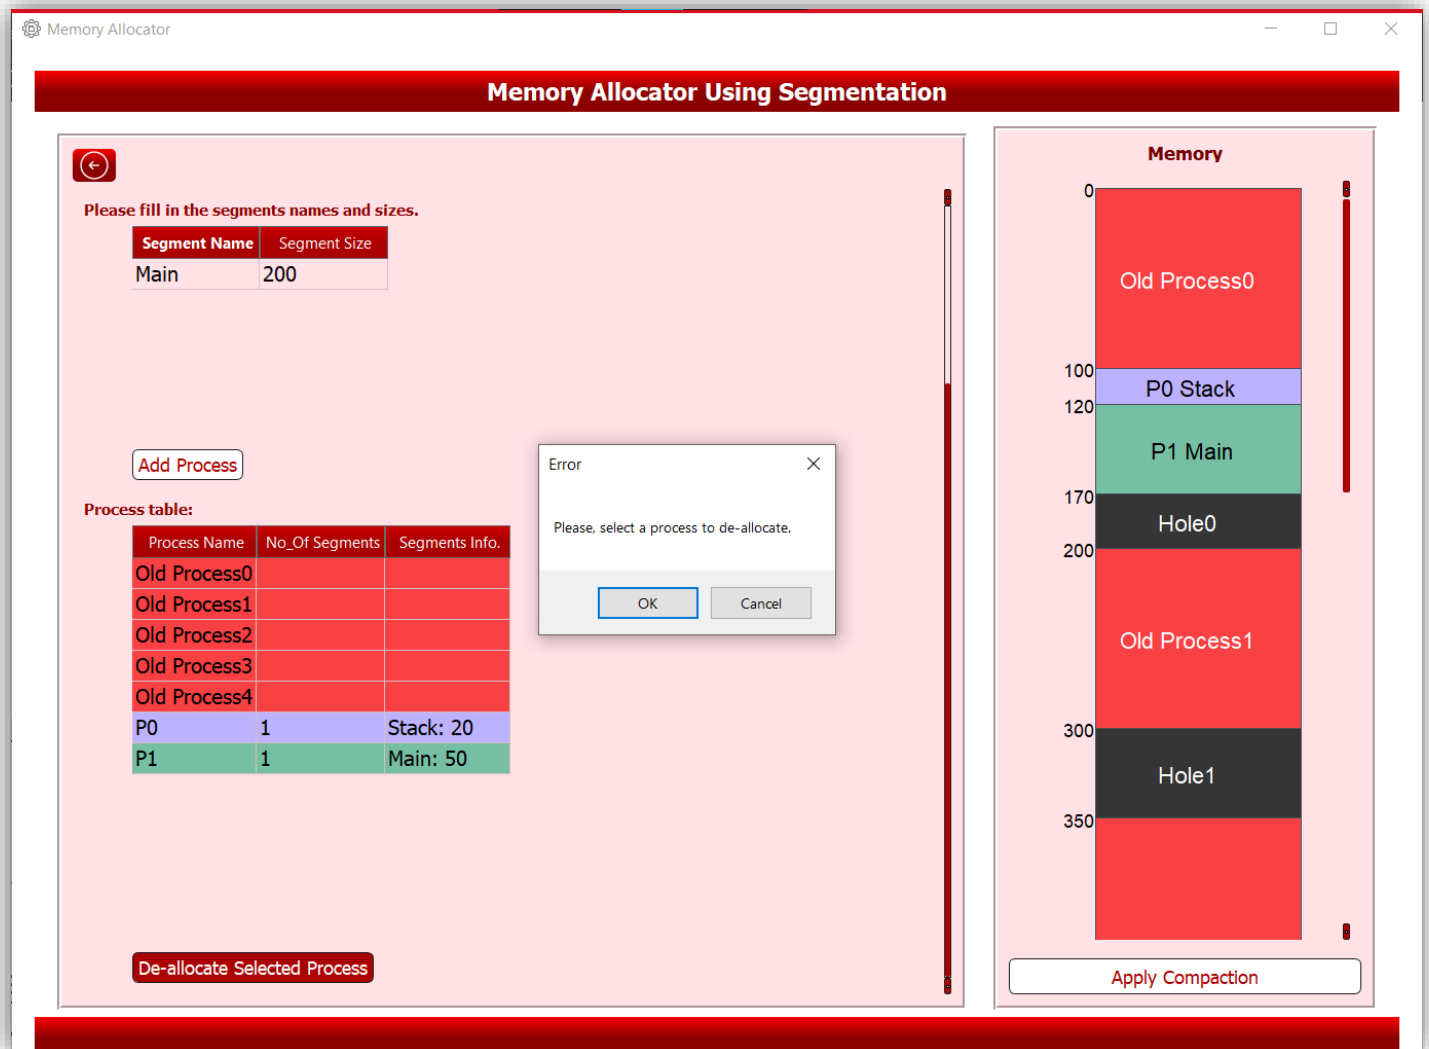 Memory Allocator
Memory Allocator Using Segmentation
Please fill in the segments names and sizes.
Segment Name Segment Size
Main 200
Add Process
Process table:
Process Name No_Of Segments Segments Info.
Old Process0
Old Process1
Old Process2
Old Process3
Old Process4
P0 1 Stack: 20
P1 1 Main: 50
De-allocate Selected Process
Error
Please, select a process to de-allocate.
OK Cancel
Memory
0
Old Process0
100
P0 Stack
120
P1 Main
170
Hole0
200
Old Process1
300
Hole1
350
Apply Compaction